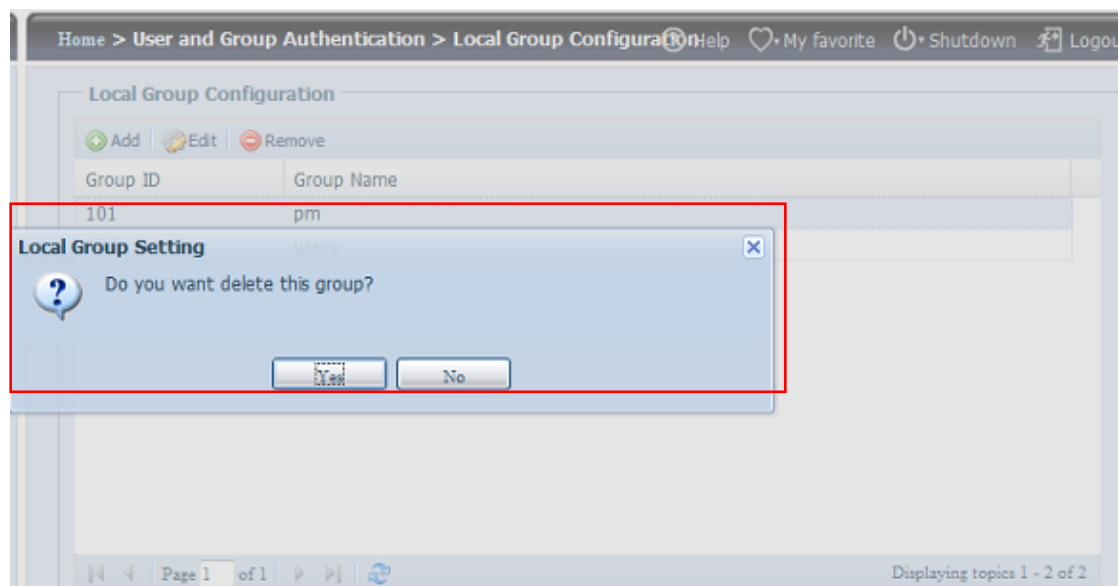 Home > User and Group Authentication > Local Group Configuration Help My favorite Shutdown Logou
Local Group Configuration
Add Edit Remove
Group ID Group Name
101 pm
Local Group Setting users
Do you want delete this group?
Yes No
Page 1 of 1 Displaying topics 1 - 2 of 2